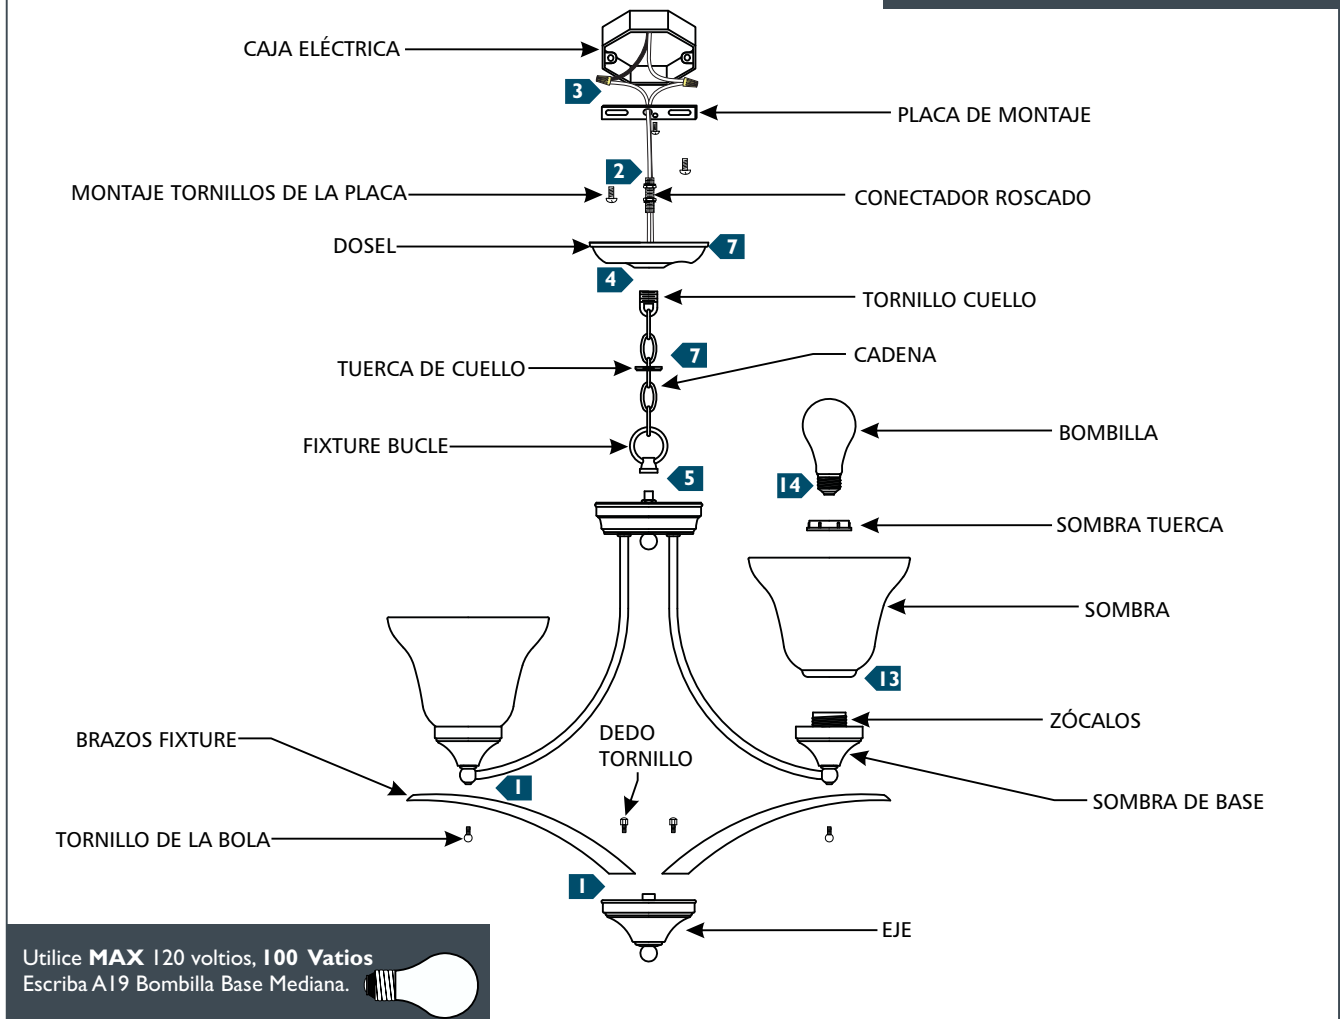 CAJA ELÉCTRICA
3
PLACA DE MONTAJE
2
MONTAJE TORNILLOS DE LA PLACA
CONECTADOR ROSCADO
DOSEL
7
4
TORNILLO CUELLO
7
CADENA
TUERCA DE CUELLO
FIXTURE BUCLE
BOMBILLA
5
14
SOMBRA TUERCA
SOMBRA
13
ZÓCALOS
BRAZOS FIXTURE
DEDO
TORNILLO
1
SOMBRA DE BASE
TORNILLO DE LA BOLA
1
EJE
Utilice MAX 120 voltios, 100 Vatios
Escriba A19 Bombilla Base Mediana.